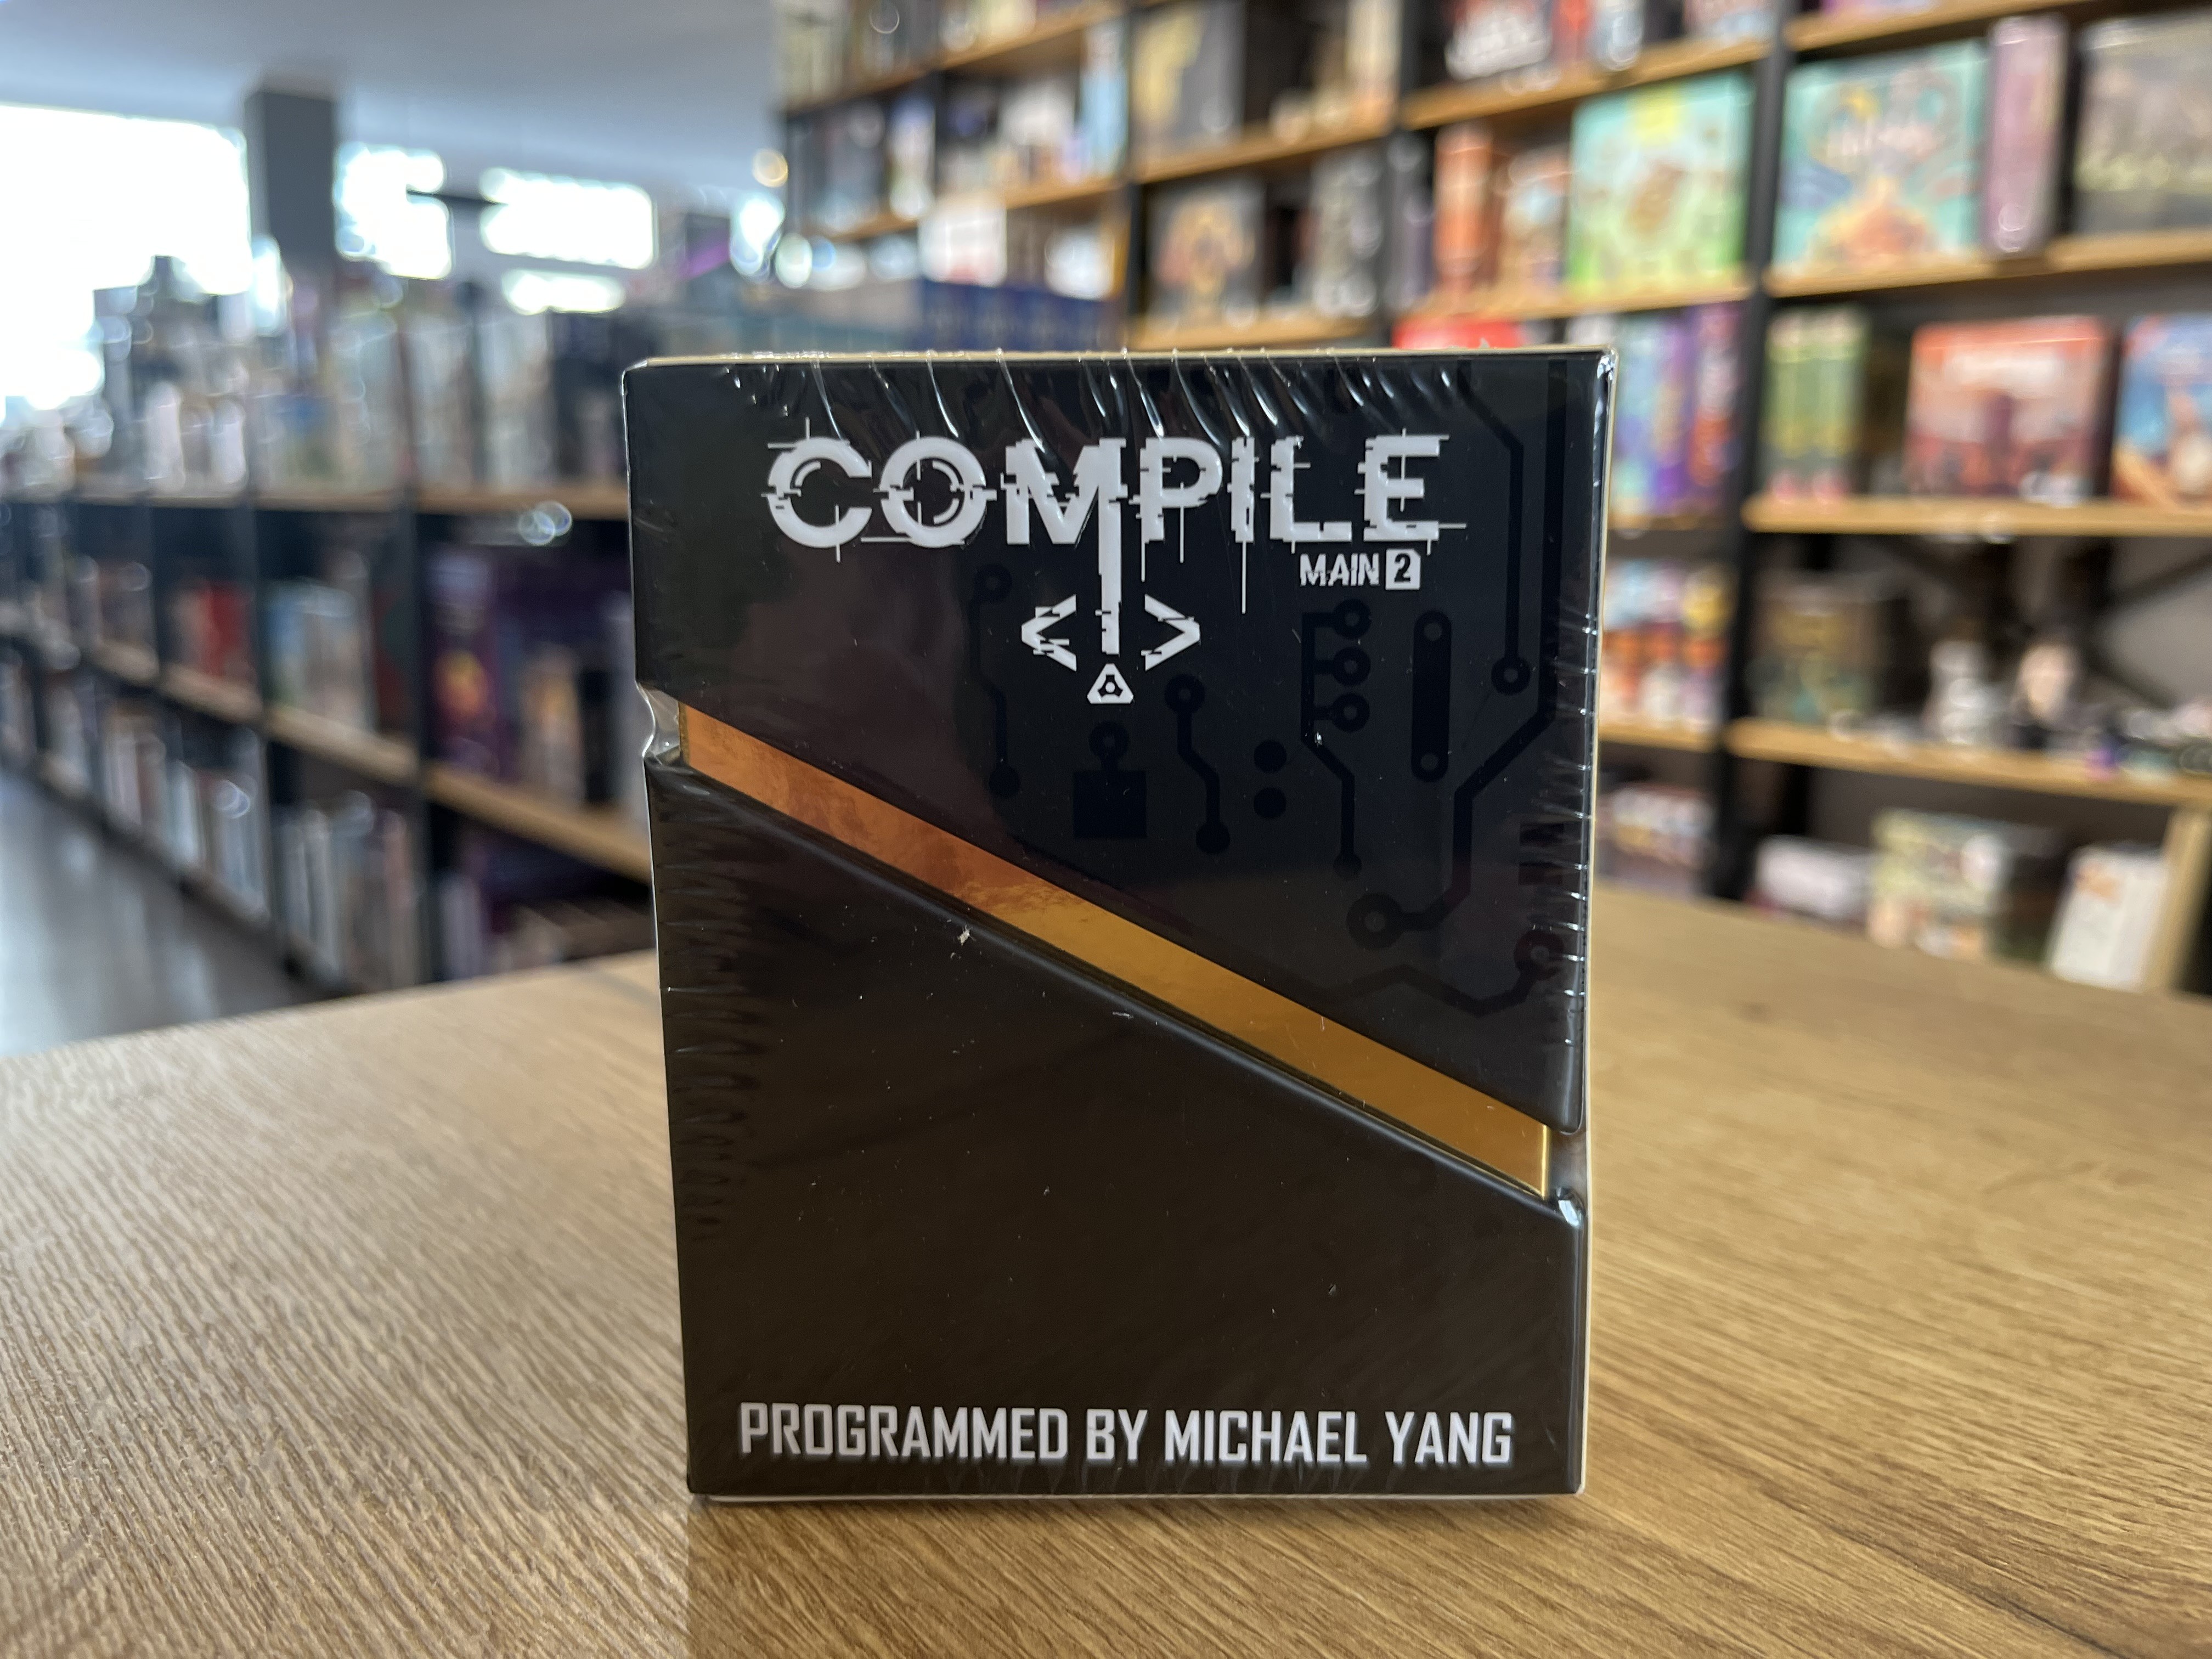 COMPILE
MAIN 2
PROGRAMMED BY MICHAEL YANG